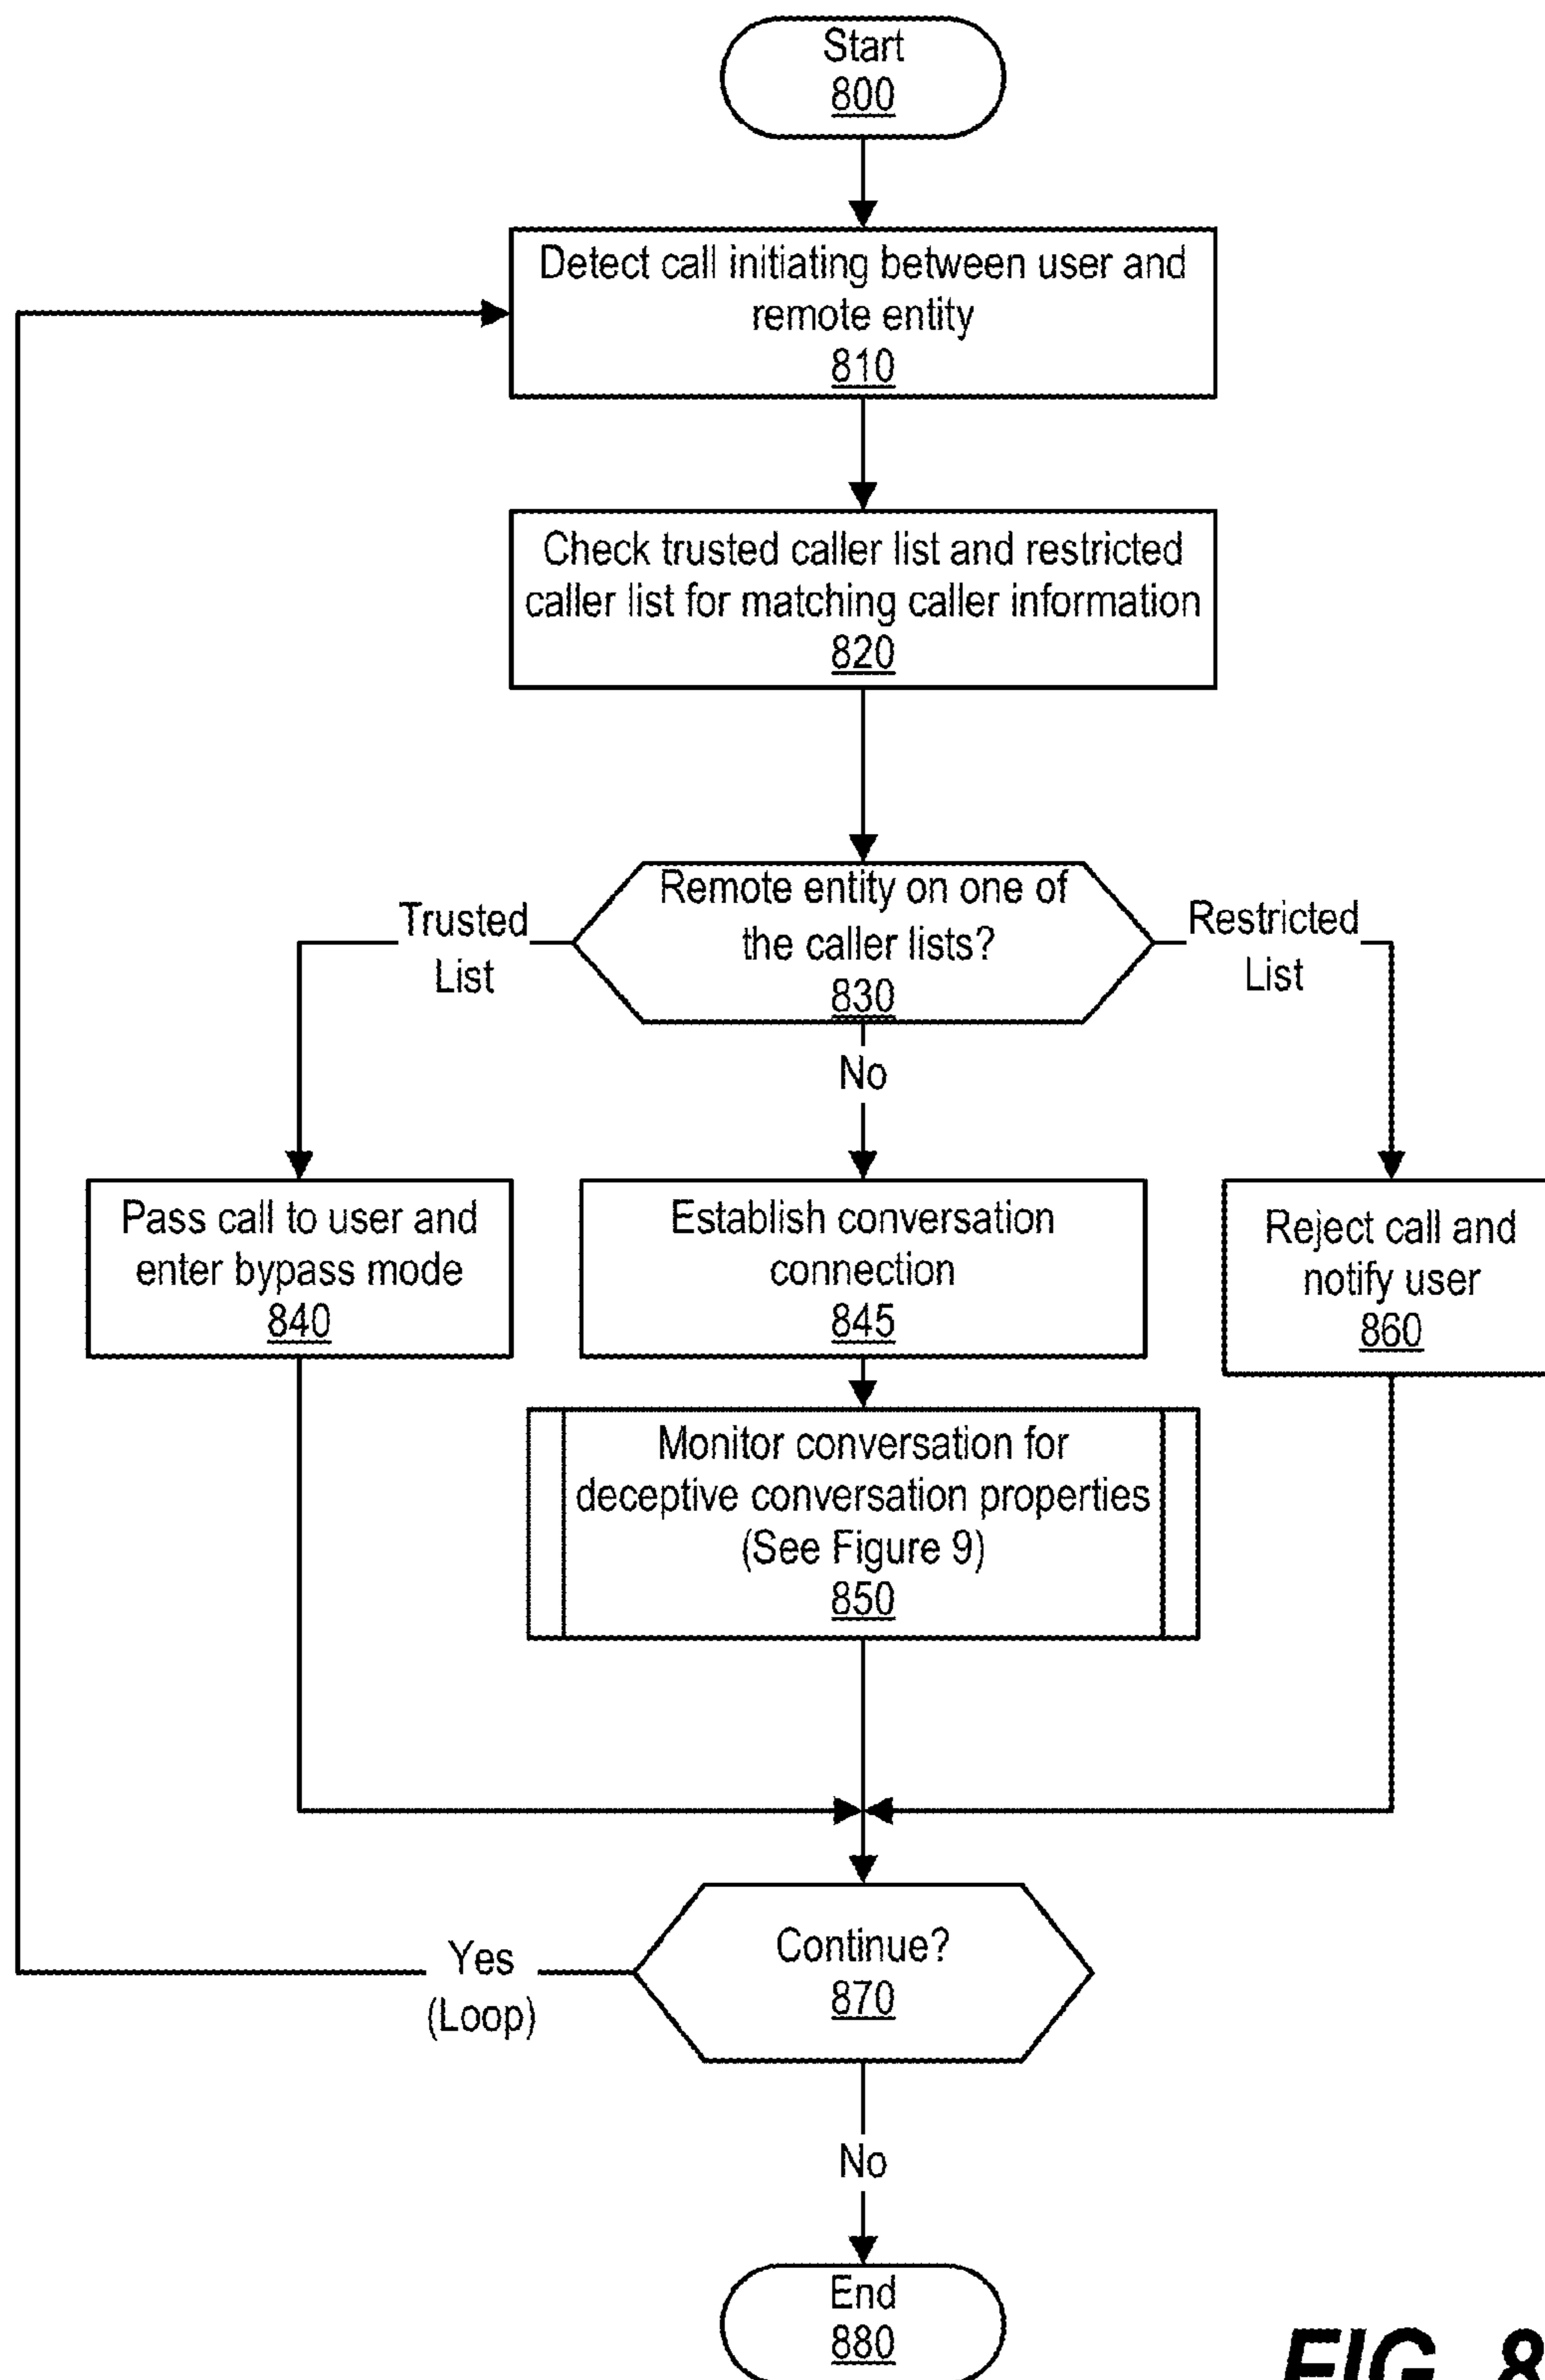 Start
800
Detect call initiating between user and
remote entity
810
Check trusted caller list and restricted
caller list for matching caller information
820
Remote entity on one of
the caller lists?
830
Trusted
List
Restricted
List
No
Pass call to user and
enter bypass mode
840
Establish conversation
connection
845
Reject call and
notify user
860
Monitor conversation for
deceptive conversation properties
(See Figure 9)
850
Continue?
870
Yes
(Loop)
No
End
880
FIG. 8